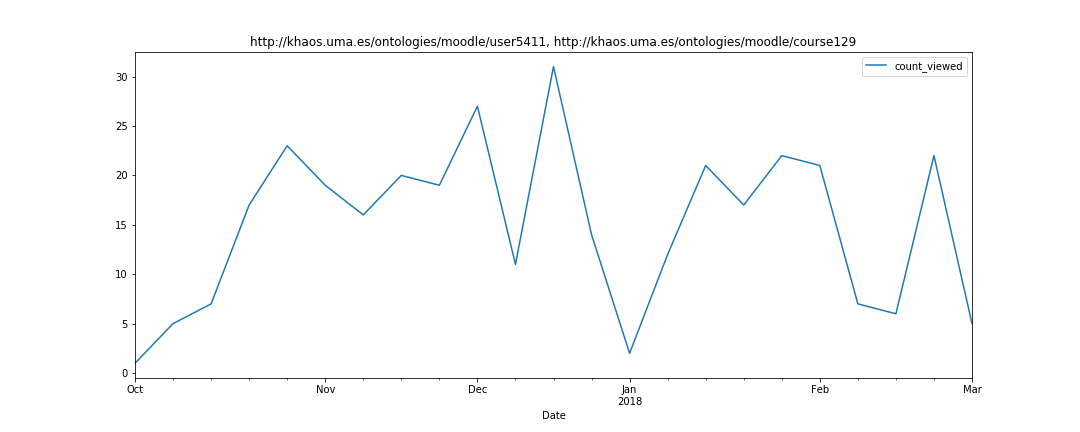 http://khaos.uma.es/ontologies/moodle/user5411, http://khaos.uma.es/ontologies/moodle/course129
count_viewed
30
25
20
15
10
5
0
Oct Nov Dec Jan Feb Mar
2018
Date